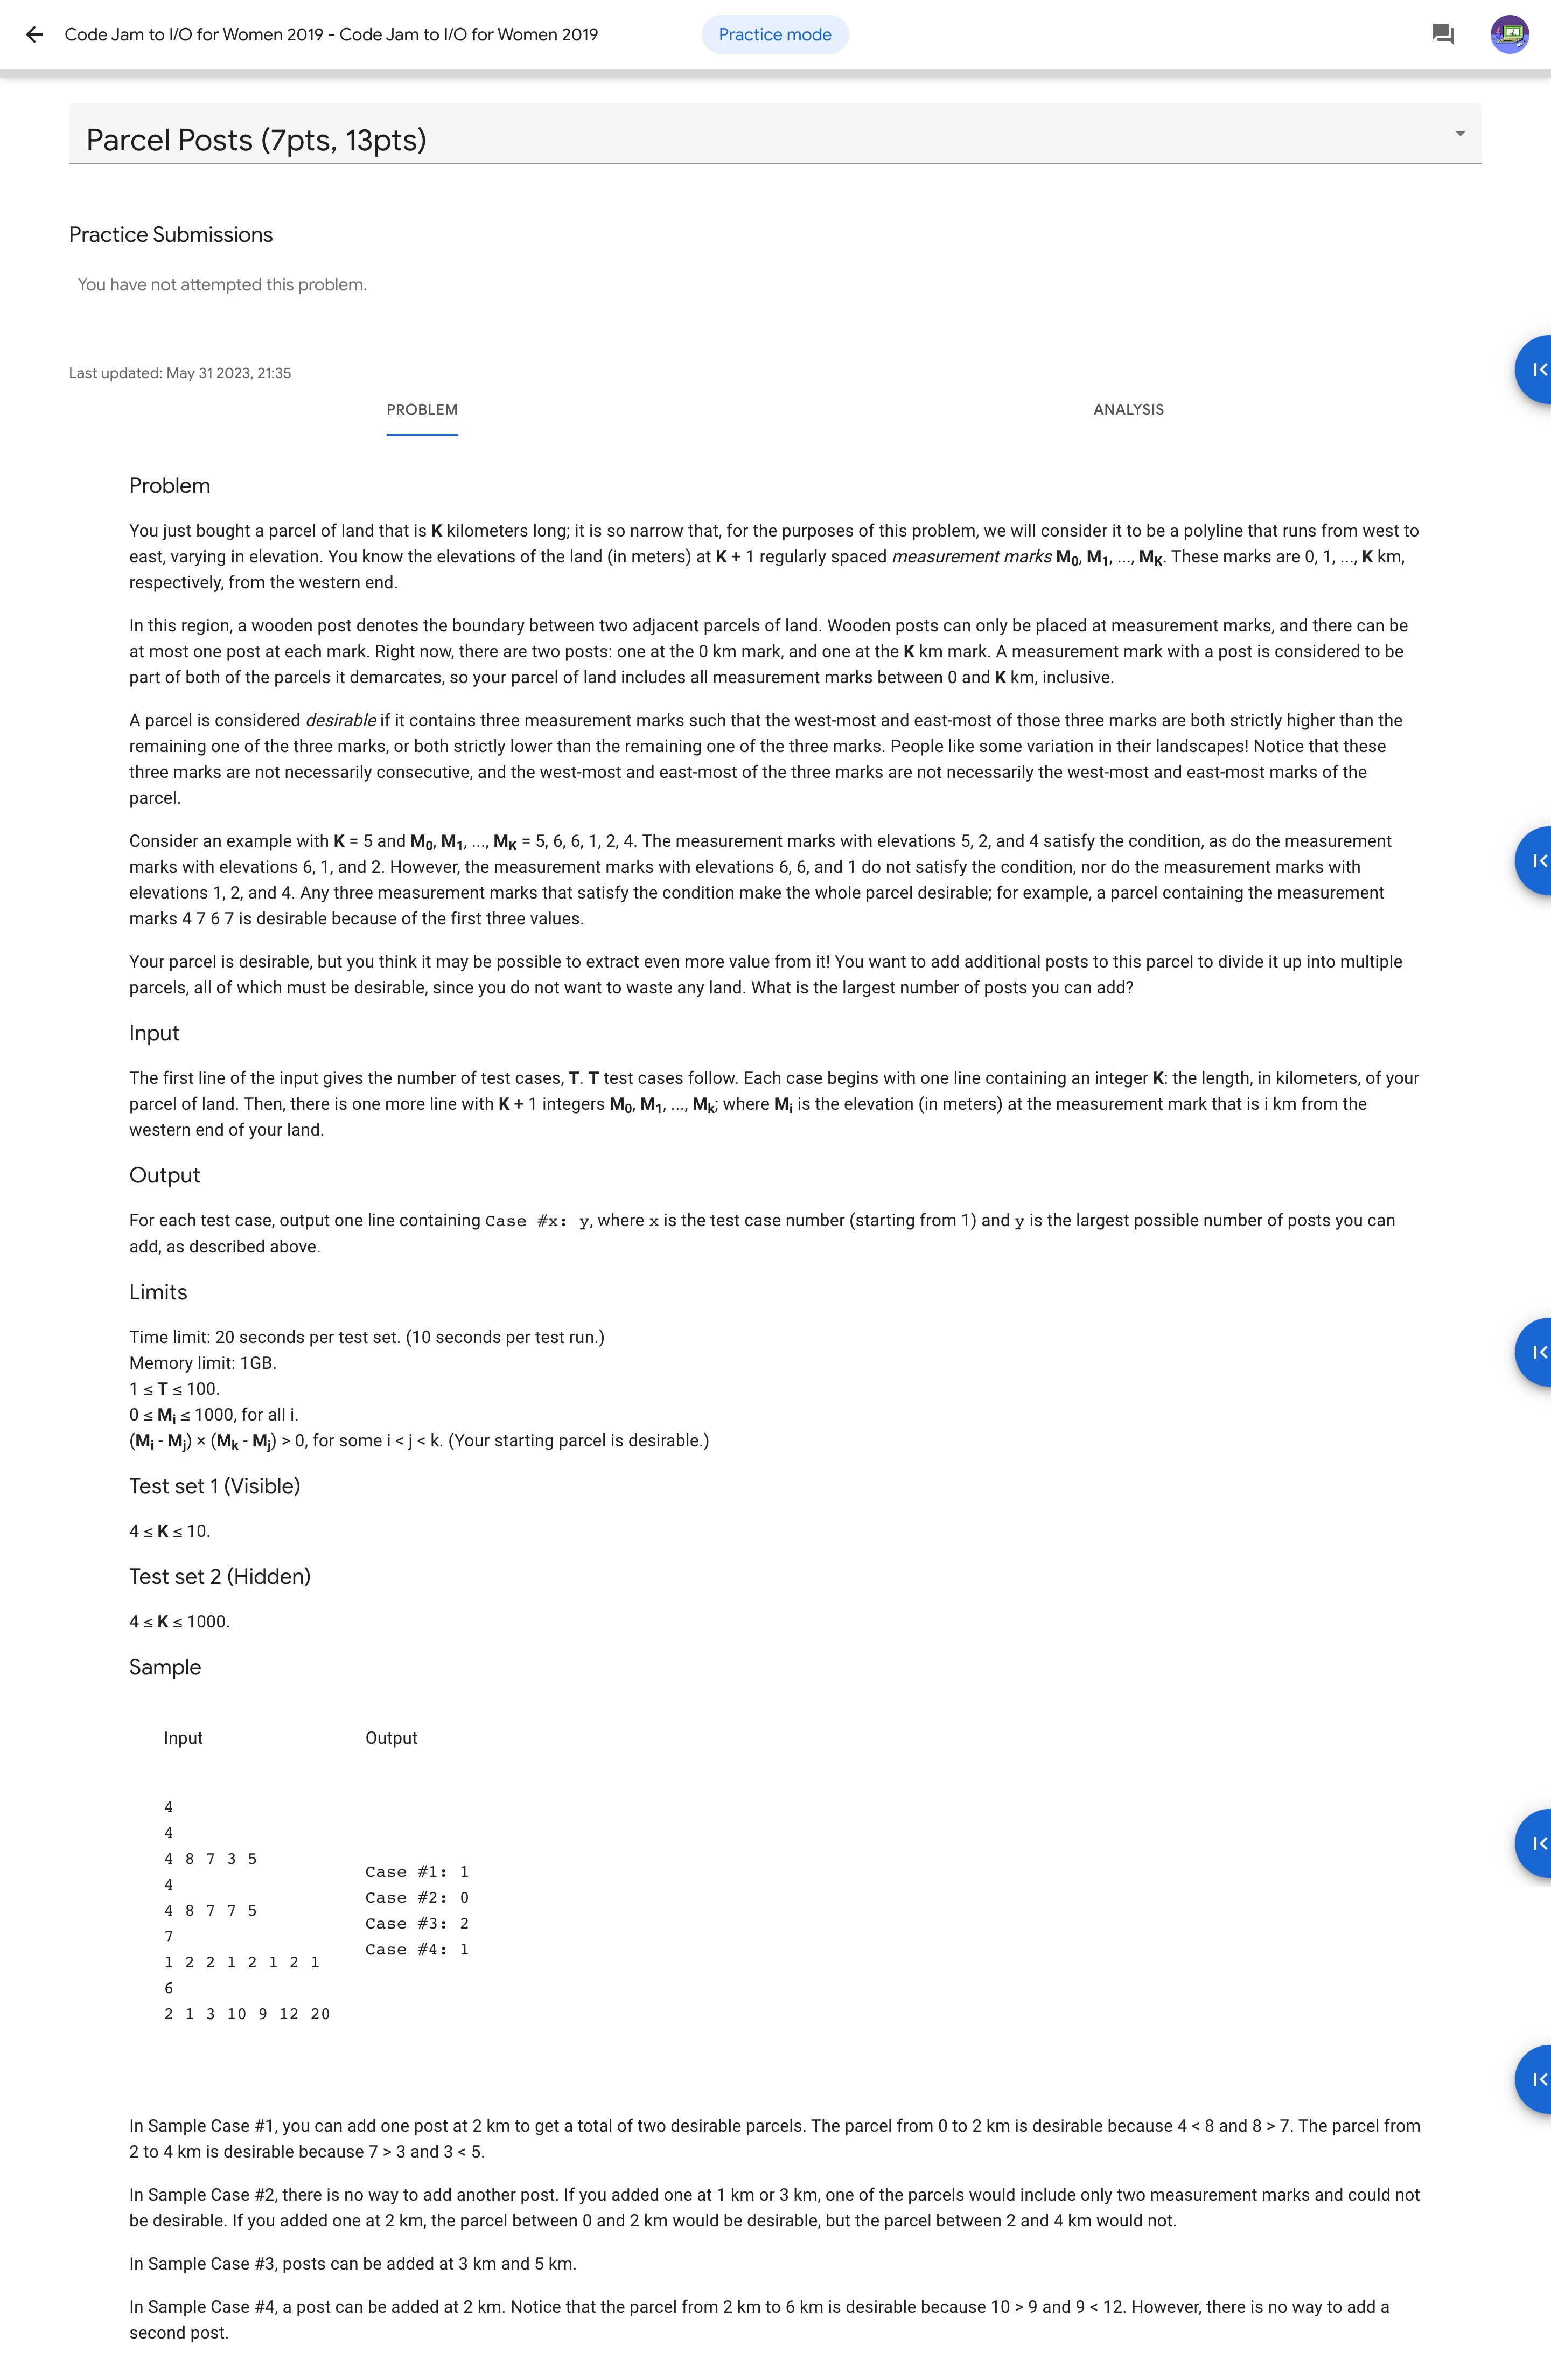 Code Jam to I/O for Women 2019 - Code Jam to I/O for Women 2019
Practice mode
Parcel Posts (7pts, 13pts)
Practice Submissions
You have not attempted this problem.
Last updated: May 31 2023, 21:35
PROBLEM
ANALYSIS
Problem
You just bought a parcel of land that is K kilometers long; it is so narrow that, for the purposes of this problem, we will consider it to be a polyline that runs from west to
east, varying in elevation. You know the elevations of the land (in meters) at K + 1 regularly spaced measurement marks M0, M1, ..., MK. These marks are 0, 1, ..., K km,
respectively, from the western end.
In this region, a wooden post denotes the boundary between two adjacent parcels of land. Wooden posts can only be placed at measurement marks, and there can be
at most one post at each mark. Right now, there are two posts: one at the 0 km mark, and one at the K km mark. A measurement mark with a post is considered to be
part of both of the parcels it demarcates, so your parcel of land includes all measurement marks between 0 and K km, inclusive.
A parcel is considered desirable if it contains three measurement marks such that the west-most and east-most of those three marks are both strictly higher than the
remaining one of the three marks, or both strictly lower than the remaining one of the three marks. People like some variation in their landscapes! Notice that these
three marks are not necessarily consecutive, and the west-most and east-most of the three marks are not necessarily the west-most and east-most marks of the
parcel.
Consider an example with K = 5 and M0, M1, ..., MK = 5, 6, 6, 1, 2, 4. The measurement marks with elevations 5, 2, and 4 satisfy the condition, as do the measurement
marks with elevations 6, 1, and 2. However, the measurement marks with elevations 6, 6, and 1 do not satisfy the condition, nor do the measurement marks with
elevations 1, 2, and 4. Any three measurement marks that satisfy the condition make the whole parcel desirable; for example, a parcel containing the measurement
marks 4 7 6 7 is desirable because of the first three values.
Your parcel is desirable, but you think it may be possible to extract even more value from it! You want to add additional posts to this parcel to divide it up into multiple
parcels, all of which must be desirable, since you do not want to waste any land. What is the largest number of posts you can add?
Input
The first line of the input gives the number of test cases, T. T test cases follow. Each case begins with one line containing an integer K: the length, in kilometers, of your
parcel of land. Then, there is one more line with K + 1 integers M0, M1, ..., Mk; where Mi is the elevation (in meters) at the measurement mark that is i km from the
western end of your land.
Output
For each test case, output one line containing Case #x: y, where x is the test case number (starting from 1) and y is the largest possible number of posts you can
add, as described above.
Limits
Time limit: 20 seconds per test set. (10 seconds per test run.)
Memory limit: 1GB.
1 ≤ T ≤ 100.
0 ≤ Mi ≤ 1000, for all i.
(Mi - Mj) × (Mk - Mj) > 0, for some i < j < k. (Your starting parcel is desirable.)
Test set 1 (Visible)
4 ≤ K ≤ 10.
Test set 2 (Hidden)
4 ≤ K ≤ 1000.
Sample
Input
Output
4
4
4 8 7 3 5
4
4 8 7 7 5
7
1 2 2 1 2 1 2 1
6
2 1 3 10 9 12 20
Case #1: 1
Case #2: 0
Case #3: 2
Case #4: 1
In Sample Case #1, you can add one post at 2 km to get a total of two desirable parcels. The parcel from 0 to 2 km is desirable because 4 < 8 and 8 > 7. The parcel from
2 to 4 km is desirable because 7 > 3 and 3 < 5.
In Sample Case #2, there is no way to add another post. If you added one at 1 km or 3 km, one of the parcels would include only two measurement marks and could not
be desirable. If you added one at 2 km, the parcel between 0 and 2 km would be desirable, but the parcel between 2 and 4 km would not.
In Sample Case #3, posts can be added at 3 km and 5 km.
In Sample Case #4, a post can be added at 2 km. Notice that the parcel from 2 km to 6 km is desirable because 10 > 9 and 9 < 12. However, there is no way to add a
second post.